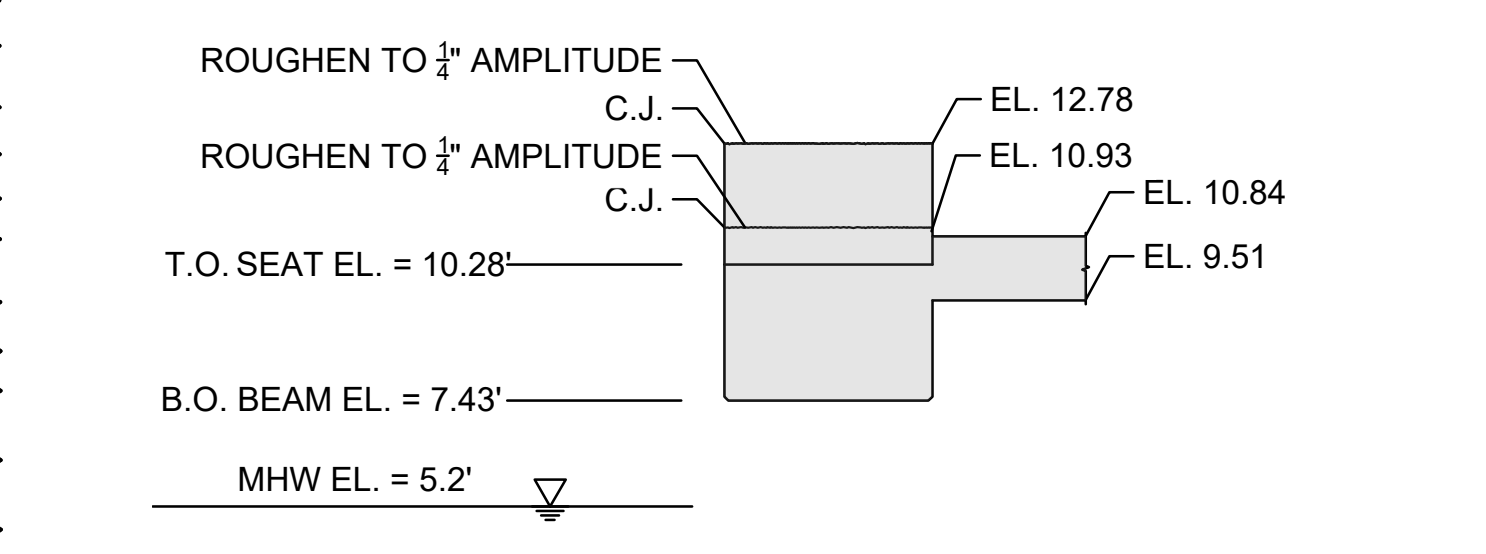 ROUGHEN TO 1/4" AMPLITUDE
C.J.
EL. 12.78
ROUGHEN TO 1/4" AMPLITUDE
EL. 10.93
C.J.
EL. 10.84
T.O. SEAT EL. = 10.28'
EL. 9.51
B.O. BEAM EL. = 7.43'
MHW EL. = 5.2'